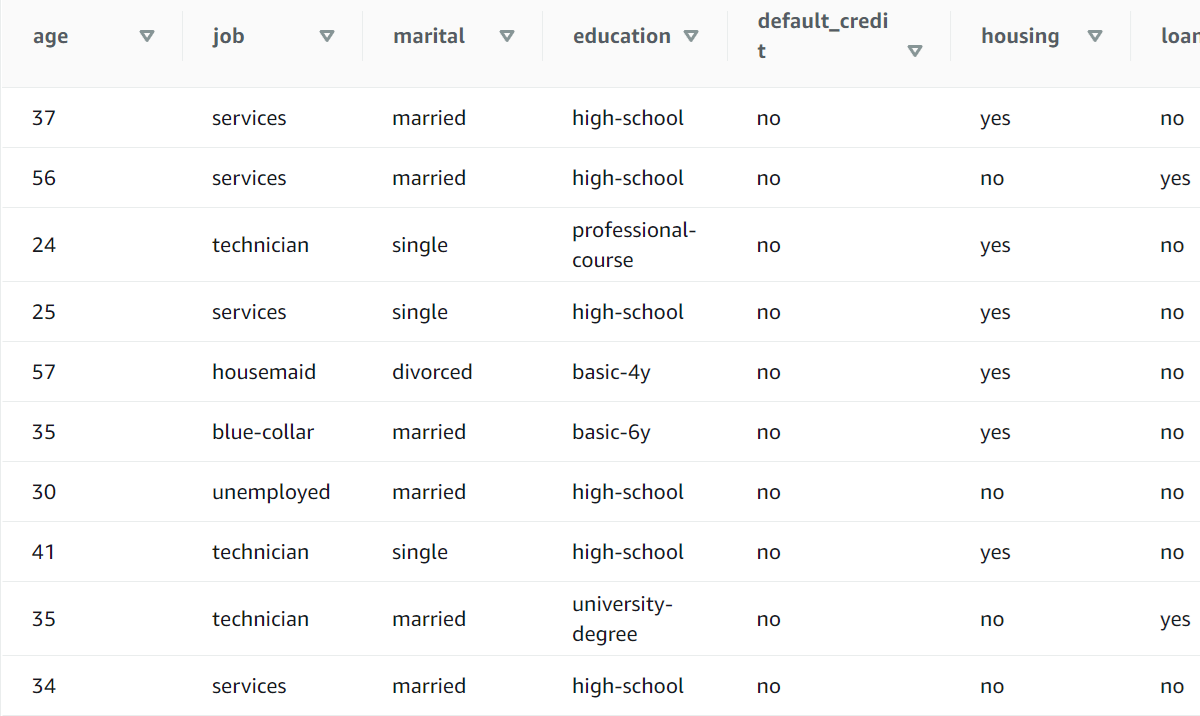 age job marital education default_credi
t housing loan
37 services married high-school no yes no
56 services married high-school no no yes
24 technician single professional-
course no yes no
25 services single high-school no yes no
57 housemaid divorced basic-4y no yes no
35 blue-collar married basic-6y no yes no
30 unemployed married high-school no no no
41 technician single high-school no yes no
35 technician married university-
degree no no yes
34 services married high-school no no no